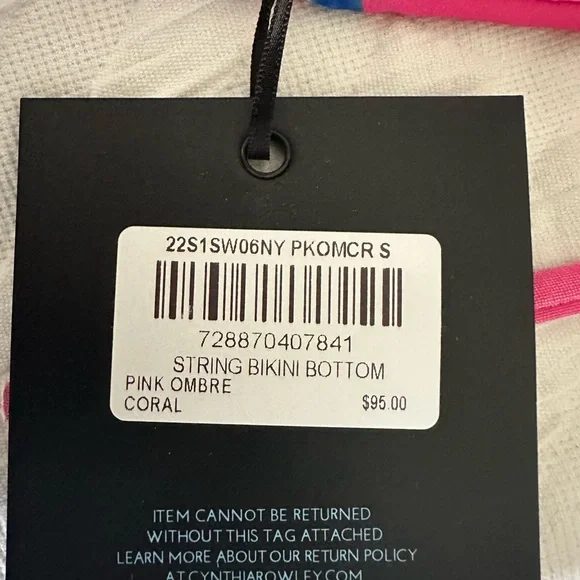 22S1SW06NY PKOMCR S
728870407841
STRING BIKINI BOTTOM
PINK OMBRE
CORAL $95.00
ITEM CANNOT BE RETURNED
WITHOUT THIS TAG ATTACHED
LEARN MORE ABOUT OUR RETURN POLICY
AT CYNTHIAROWLEY.COM